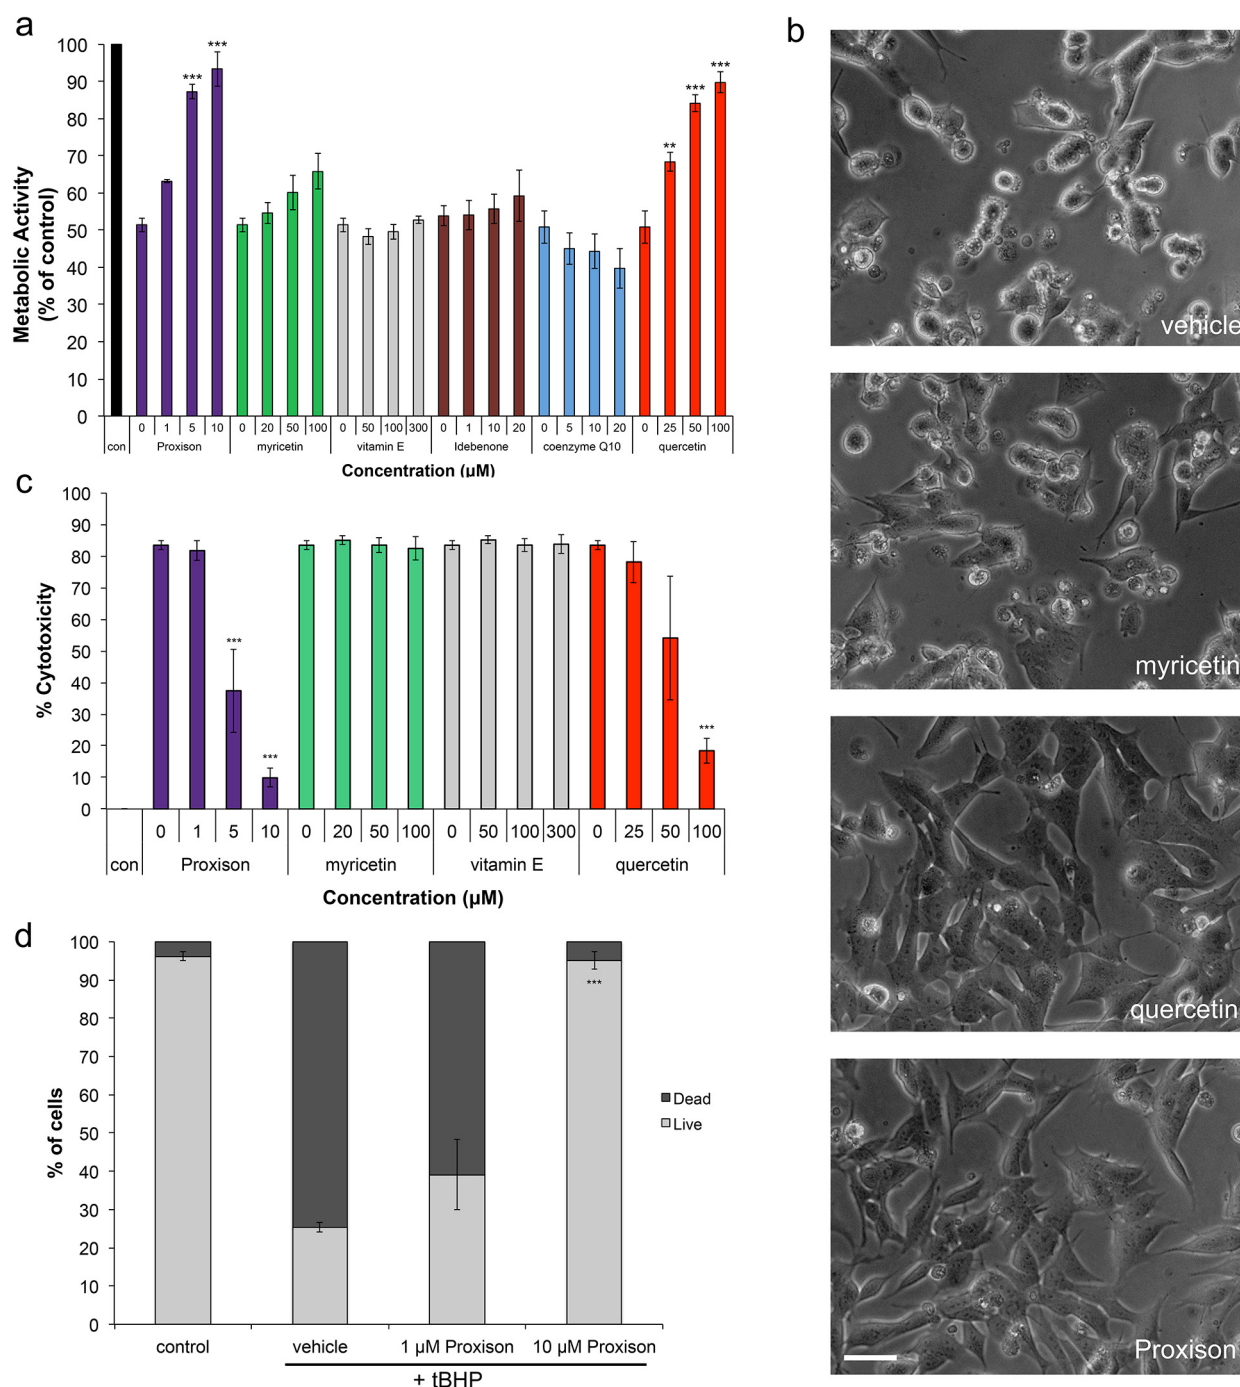 a
Metabolic Activity
(% of control)
100
90
80
70
60
50
40
30
20
10
0
*** *** ** *** ***
0 1 5 10 0 20 50 100 0 50 100 300 0 1 10 20 0 5 10 20 0 25 50 100
con Proxison myricetin vitamin E Idebenone coenzyme Q10 quercetin
Concentration (µM)
b
vehicle
myricetin
quercetin
Proxison
c
% Cytotoxicity
100
90
80
70
60
50
40
30
20
10
0
*** *** ***
0 1 5 10 0 20 50 100 0 50 100 300 0 25 50 100
con Proxison myricetin vitamin E quercetin
Concentration (µM)
d
% of cells
100
90
80
70
60
50
40
30
20
10
0
***
Dead
Live
control vehicle 1 µM Proxison 10 µM Proxison
+ tBHP